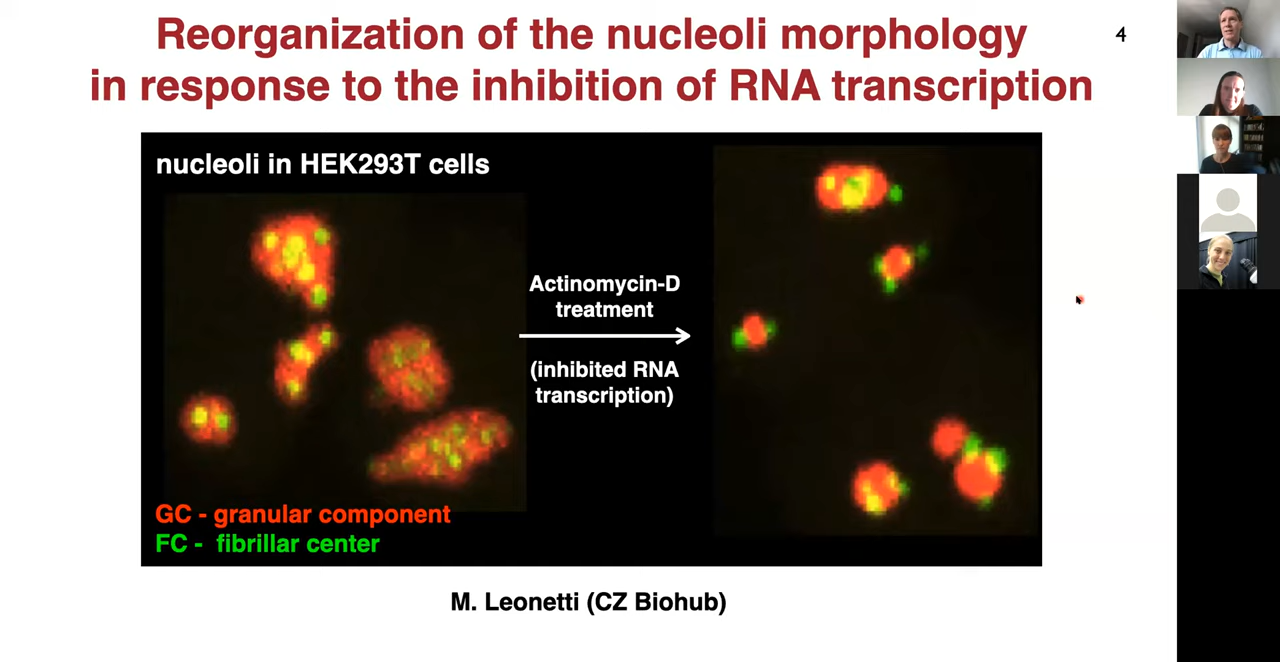 Reorganization of the nucleoli morphology
in response to the inhibition of RNA transcription
4
nucleoli in HEK293T cells
Actinomycin-D
treatment
(inhibited RNA
transcription)
GC - granular component
FC - fibrillar center
M. Leonetti (CZ Biohub)